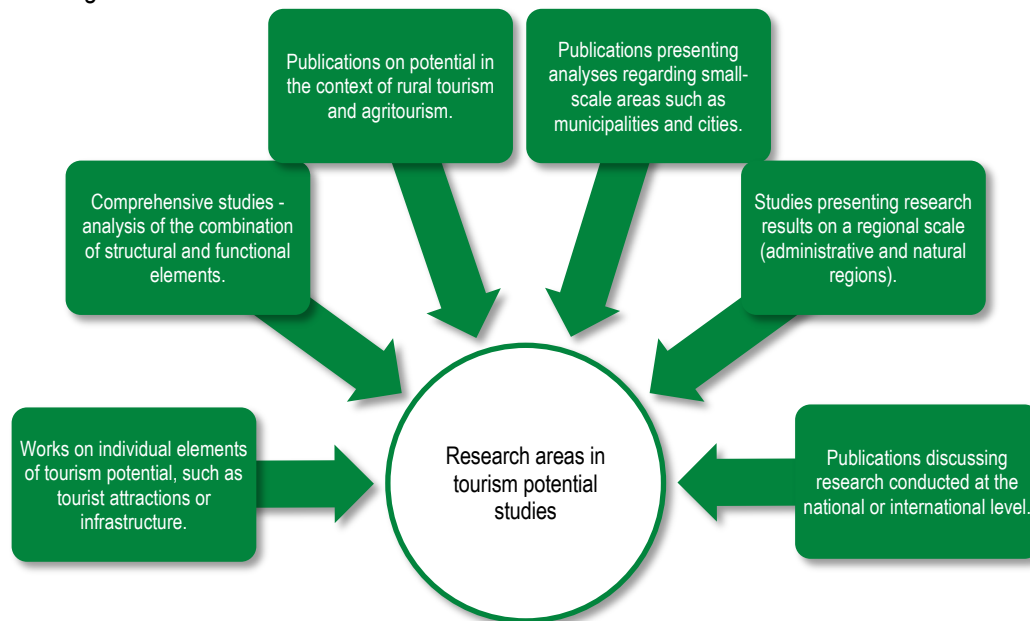 Publications on potential in
the context of rural tourism
and agritourism.
Publications presenting
analyses regarding small-
scale areas such as
municipalities and cities.
Comprehensive studies -
analysis of the combination
of structural and functional
elements.
Studies presenting research
results on a regional scale
(administrative and natural
regions).
Works on individual elements
of tourism potential, such as
tourist attractions or
infrastructure.
Research areas in
tourism potential
studies
Publications discussing
research conducted at the
national or international level.